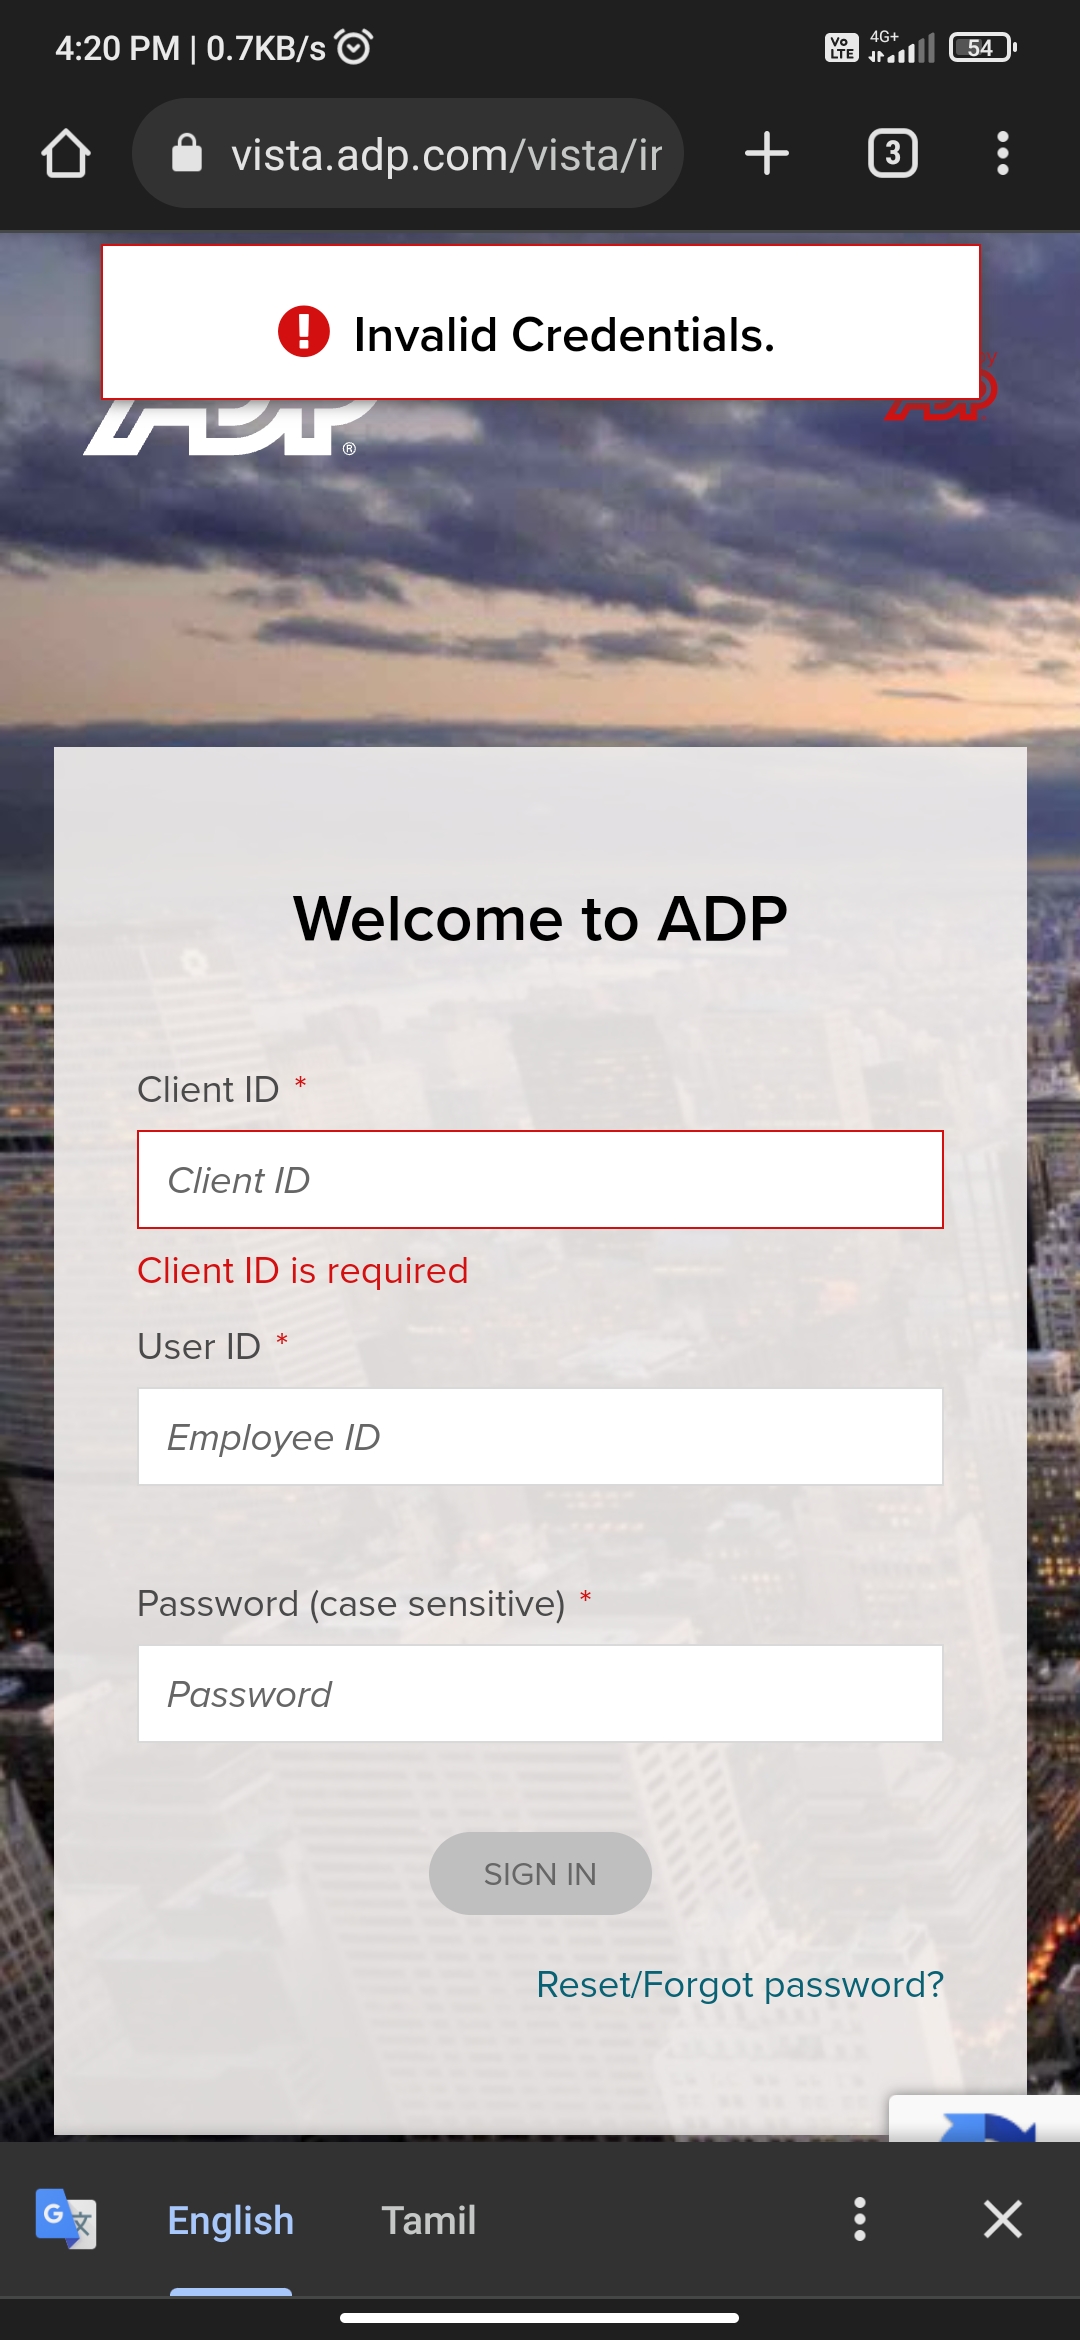 4:20 PM | 0.7KB/s
Vo LTE 4G+ 54
vista.adp.com/vista/ir
3
Invalid Credentials.
ADP®
ADP
Welcome to ADP
Client ID *
Client ID
Client ID is required
User ID *
Employee ID
Password (case sensitive) *
Password
SIGN IN
Reset/Forgot password?
G 文 English Tamil